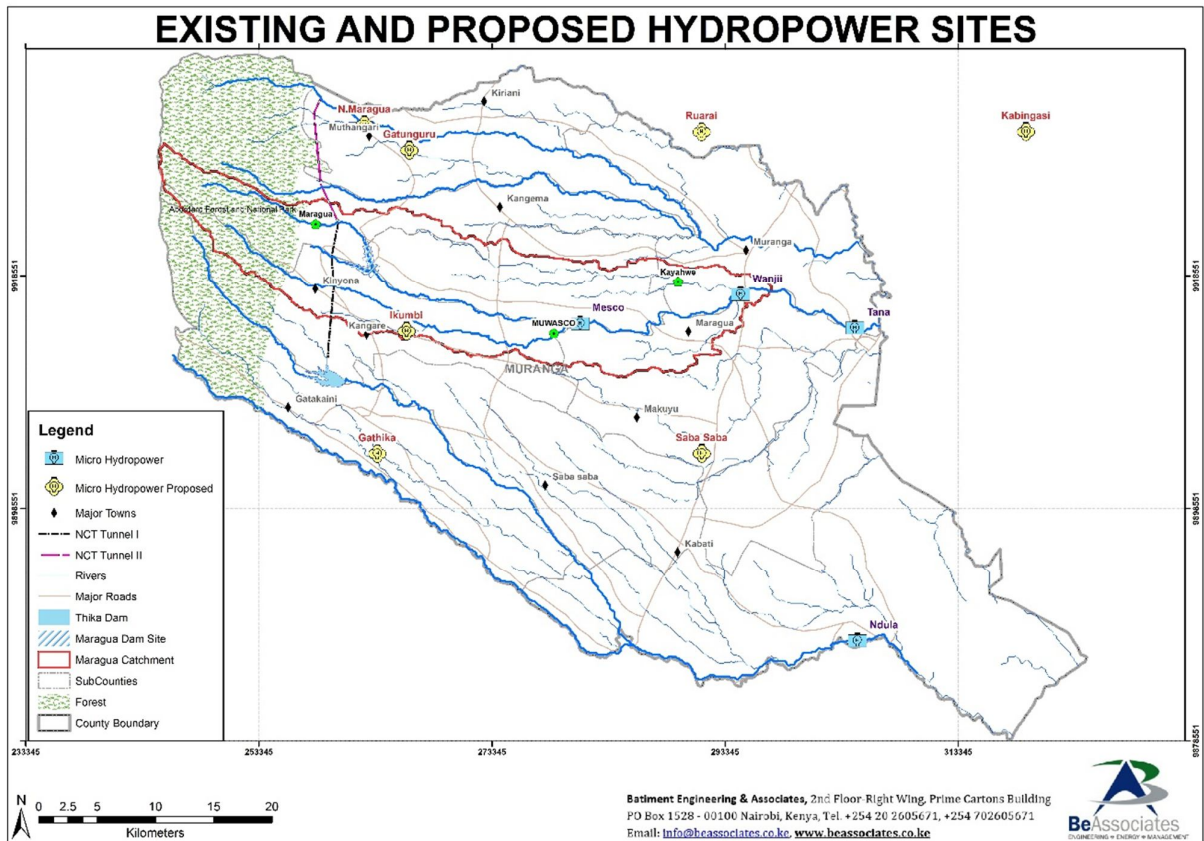 EXISTING AND PROPOSED HYDROPOWER SITES
Kiriani
N.Maragua
Muthangari
Gatunguru
Ruarai
Kabingasi
Kangema
Maragua
Muranga
9918551
9918551
Kinyona
Kayahwe
Wanjii
Ikumbi
Mesco
MUWASCO
Maragua
Tana
Kangare
MURANGA
Gatakaini
Makuyu
Gathika
Saba Saba
Saba saba
9898551
9898551
Kabati
Ndula
Legend
Micro Hydropower
Micro Hydropower Proposed
Major Towns
NCT Tunnel I
NCT Tunnel II
Rivers
Major Roads
Thika Dam
Maragua Dam Site
Maragua Catchment
SubCounties
Forest
County Boundary
9878551
233345
253345
273345
293345
313345
N
0 2.5 5 10 15 20
Kilometers
Batiment Engineering & Associates, 2nd Floor-Right Wing, Prime Cartons Building
PO Box 1528 - 00100 Nairobi, Kenya, Tel. +254 20 2605671, +254 702605671
Email: info@beassociates.co.ke, www.beassociates.co.ke
BeAssociates
ENGINEERING • ENERGY • MANAGEMENT